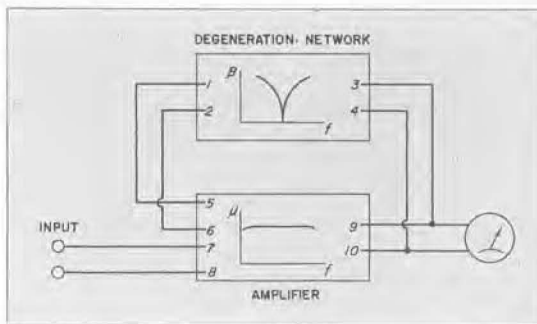 DEGENERATION. NETWORK
β
f
1
2
3
4
INPUT
μ
f
5
6
7
8
9
10
AMPLIFIER